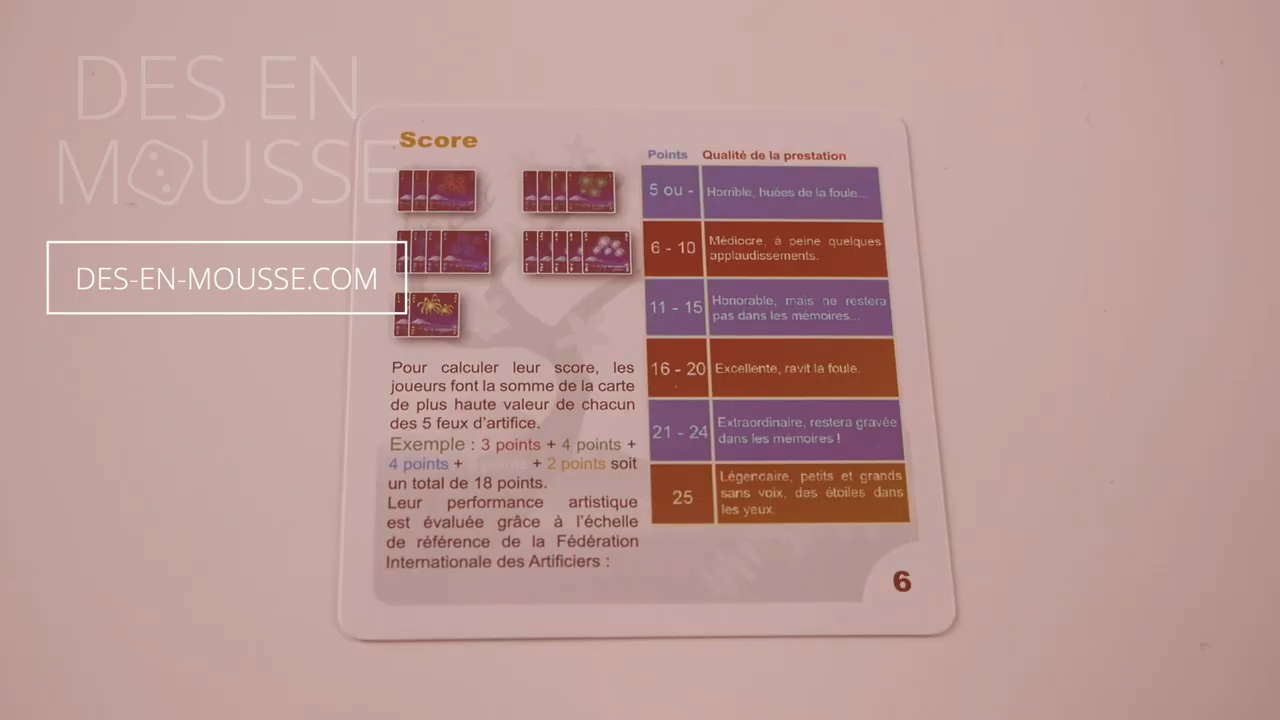 DES EN
MOUSSE
DES-EN-MOUSSE.COM
Score
Pour calculer leur score, les
joueurs font la somme de la carte
de plus haute valeur de chacun
des 5 feux d'artifice.
Exemple : 3 points + 4 points +
4 points + points + 2 points soit
un total de 18 points.
Leur performance artistique
est évaluée grâce à l'échelle
de référence de la Fédération
Internationale des Artificiers :
Points Qualité de la prestation
5 ou - Horrible, huées de la foule...
6 - 10 Médiocre, à peine quelques
applaudissements.
11 - 15 Honorable, mais ne restera
pas dans les mémoires...
16 - 20 Excellente, ravit la foule.
21 - 24 Extraordinaire, restera gravée
dans les mémoires !
25 Légendaire, petits et grands
sans voix, des étoiles dans
les yeux.
6